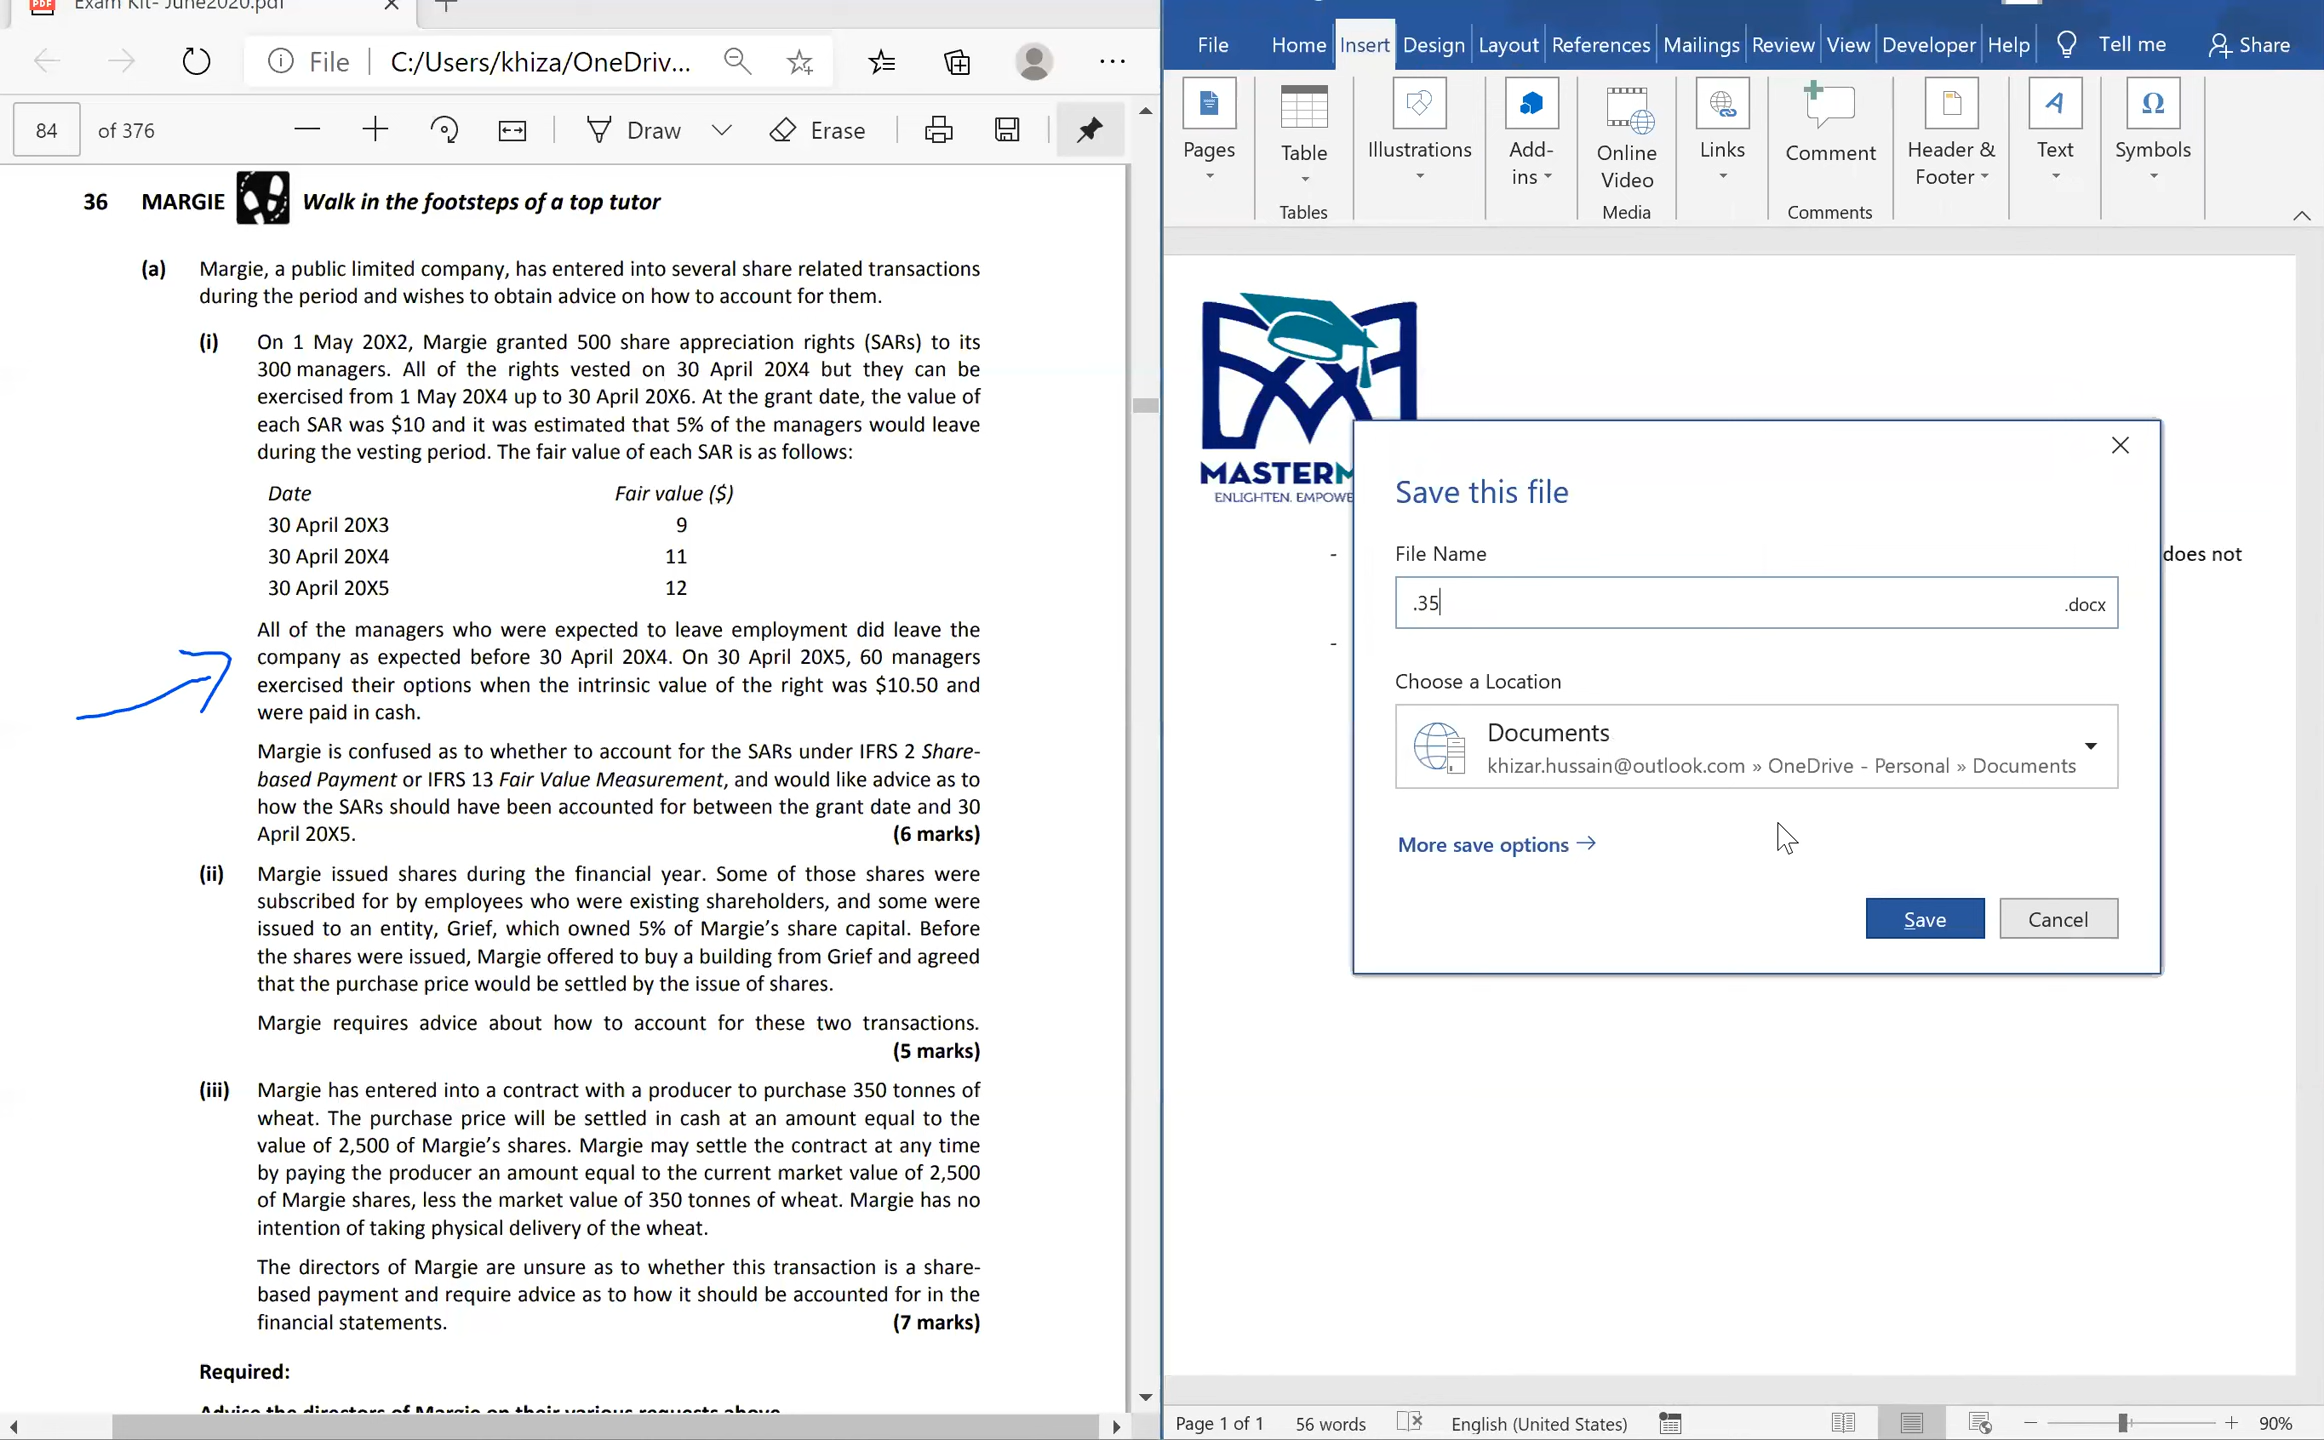 Exam Kit- June2020.pdf
File
C:/Users/khiza/OneDriv...
84 of 376
Draw
Erase
36 MARGIE Walk in the footsteps of a top tutor
(a) Margie, a public limited company, has entered into several share related transactions
during the period and wishes to obtain advice on how to account for them.
(i) On 1 May 20X2, Margie granted 500 share appreciation rights (SARs) to its
300 managers. All of the rights vested on 30 April 20X4 but they can be
exercised from 1 May 20X4 up to 30 April 20X6. At the grant date, the value of
each SAR was $10 and it was estimated that 5% of the managers would leave
during the vesting period. The fair value of each SAR is as follows:
Date Fair value ($)
30 April 20X3 9
30 April 20X4 11
30 April 20X5 12
All of the managers who were expected to leave employment did leave the
company as expected before 30 April 20X4. On 30 April 20X5, 60 managers
exercised their options when the intrinsic value of the right was $10.50 and
were paid in cash.
Margie is confused as to whether to account for the SARs under IFRS 2 Share-
based Payment or IFRS 13 Fair Value Measurement, and would like advice as to
how the SARs should have been accounted for between the grant date and 30
April 20X5. (6 marks)
(ii) Margie issued shares during the financial year. Some of those shares were
subscribed for by employees who were existing shareholders, and some were
issued to an entity, Grief, which owned 5% of Margie's share capital. Before
the shares were issued, Margie offered to buy a building from Grief and agreed
that the purchase price would be settled by the issue of shares.
Margie requires advice about how to account for these two transactions.
(5 marks)
(iii) Margie has entered into a contract with a producer to purchase 350 tonnes of
wheat. The purchase price will be settled in cash at an amount equal to the
value of 2,500 of Margie's shares. Margie may settle the contract at any time
by paying the producer an amount equal to the current market value of 2,500
of Margie shares, less the market value of 350 tonnes of wheat. Margie has no
intention of taking physical delivery of the wheat.
The directors of Margie are unsure as to whether this transaction is a share-
based payment and require advice as to how it should be accounted for in the
financial statements. (7 marks)
Required:
Advise the directors of Margie on their various requests above.
File Home Insert Design Layout References Mailings Review View Developer Help Tell me Share
Pages
Table
Illustrations
Add-
ins
Online
Video
Links
Comment
Header &
Footer
Text
Symbols
Tables
Media
Comments
MASTERM
ENLIGHTEN. EMPOWE
- does not
-
Save this file
File Name
.35 .docx
Choose a Location
Documents
khizar.hussain@outlook.com » OneDrive - Personal » Documents
More save options
Save
Cancel
Page 1 of 1 56 words English (United States) 90%